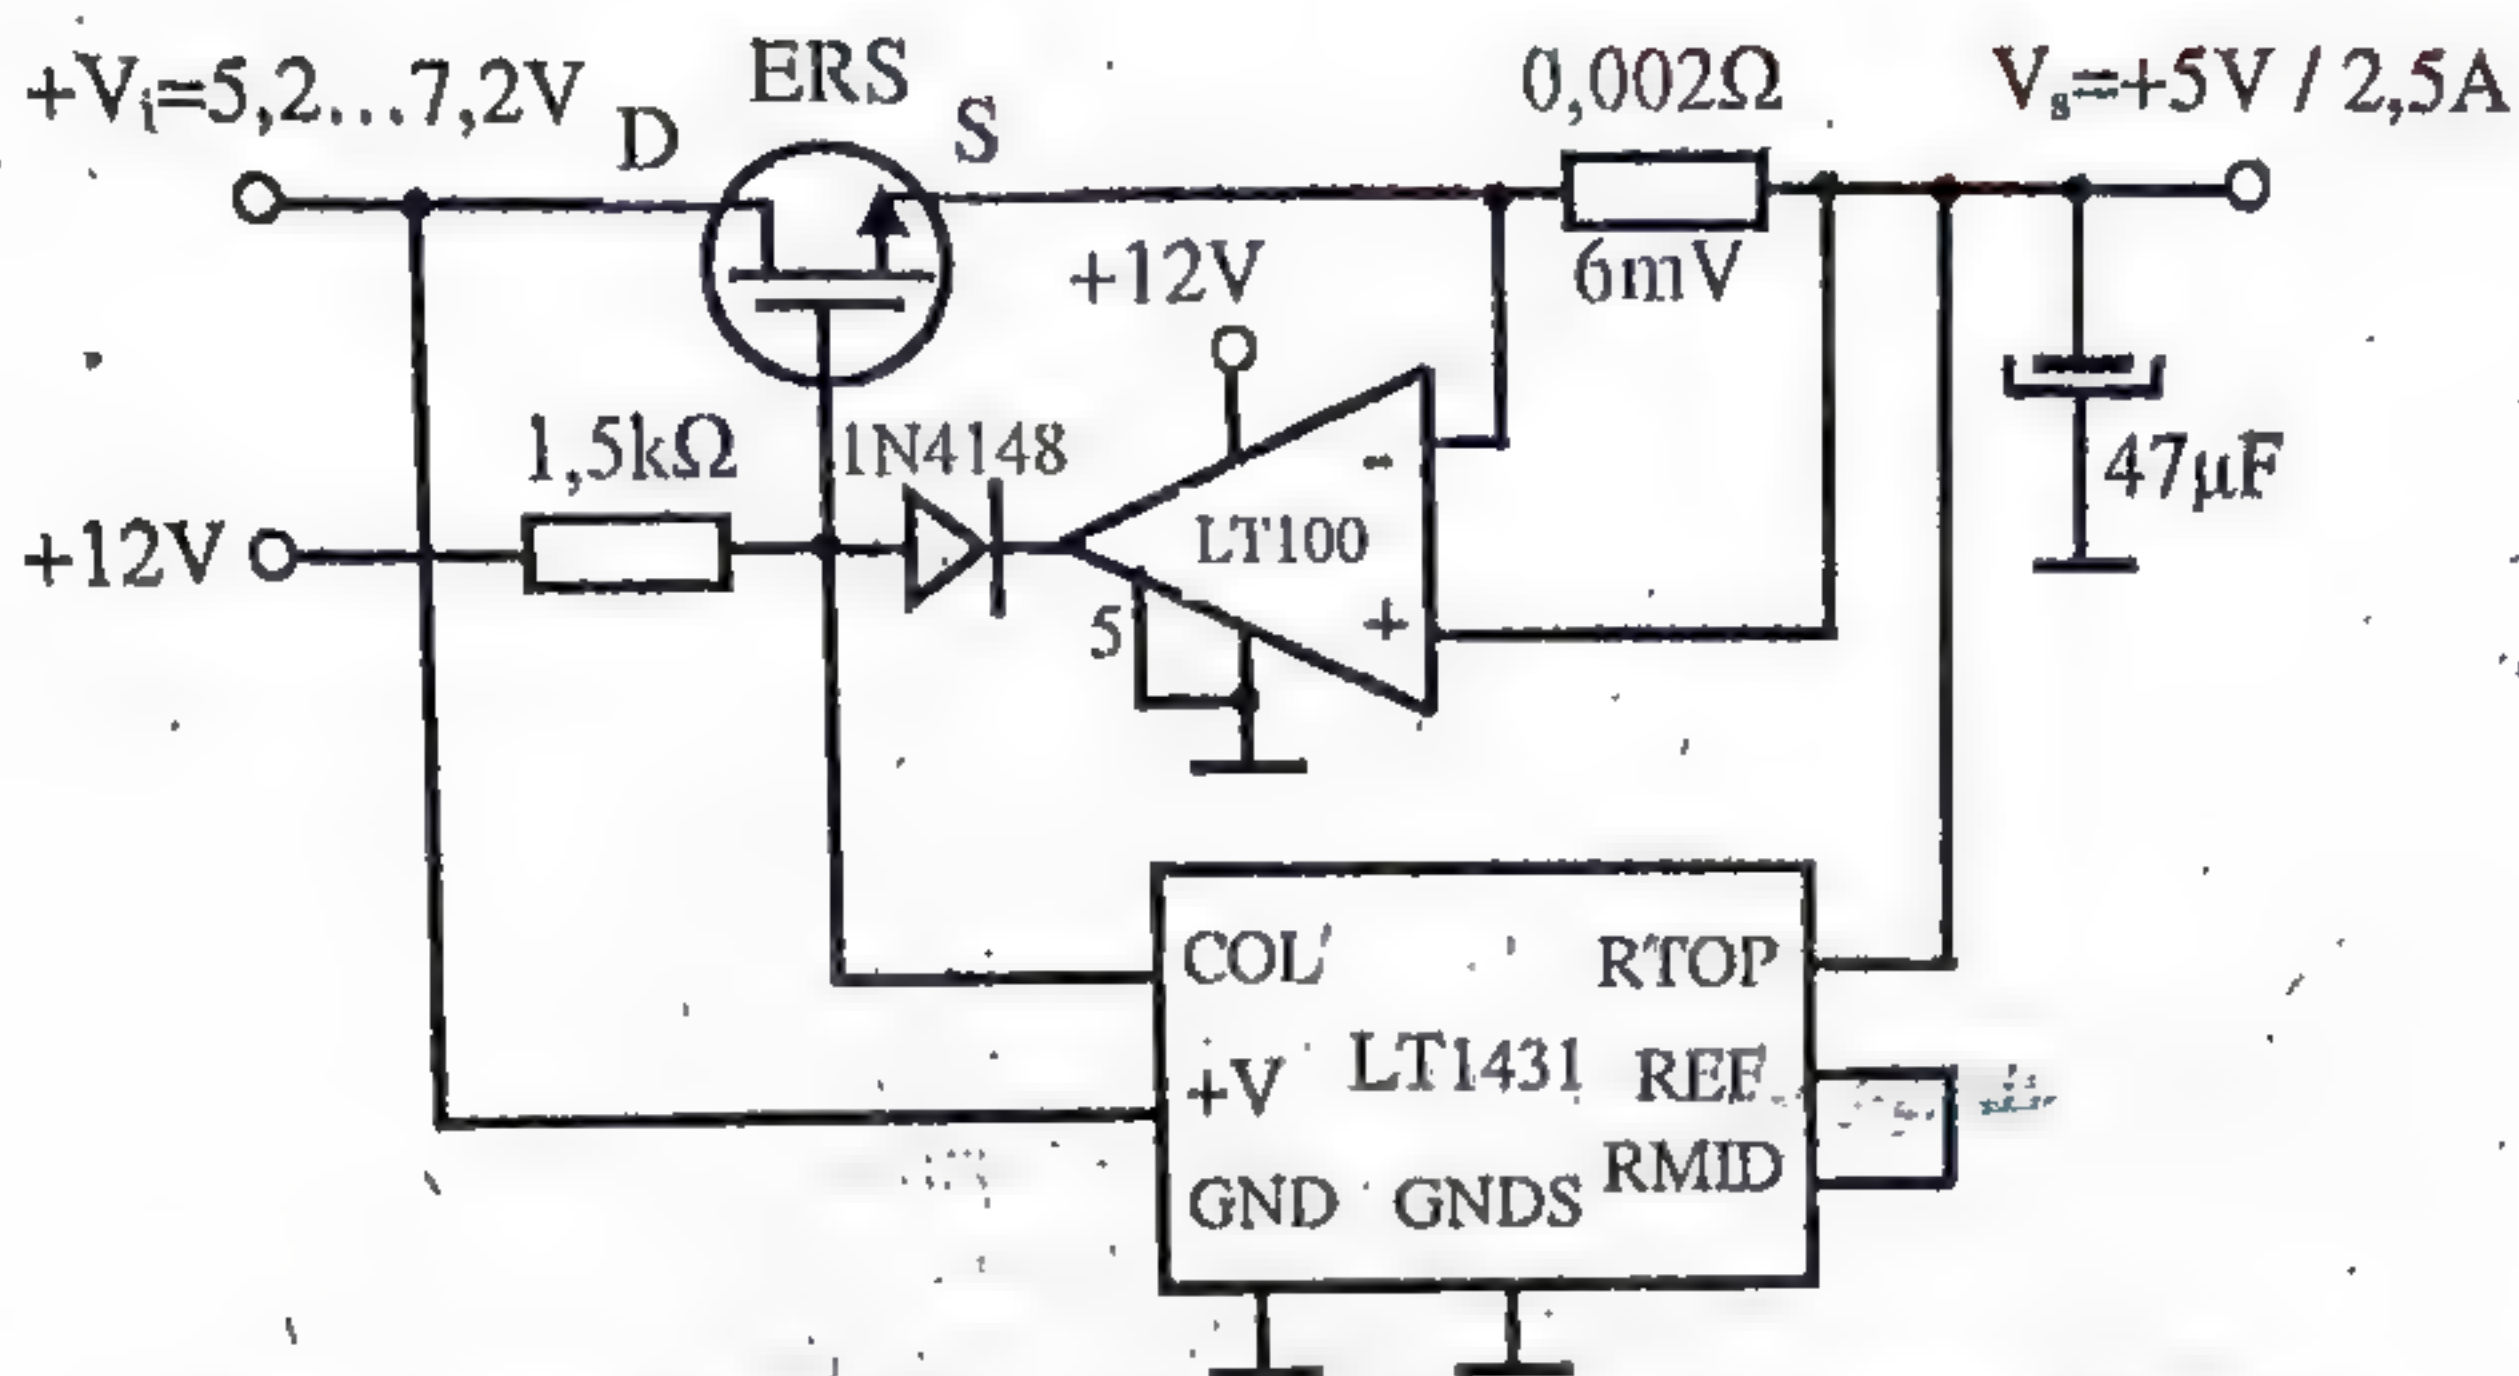 +Vi=5,2...7,2V
D
ERS
S
0,002Ω
Vs=+5V / 2,5A
+12V
6mV
1,5kΩ
1N4148
-
47µF
+12V
LT100
5
+
COL
RTOP
+V
LT1431
REF
RMID
GND
GNDS